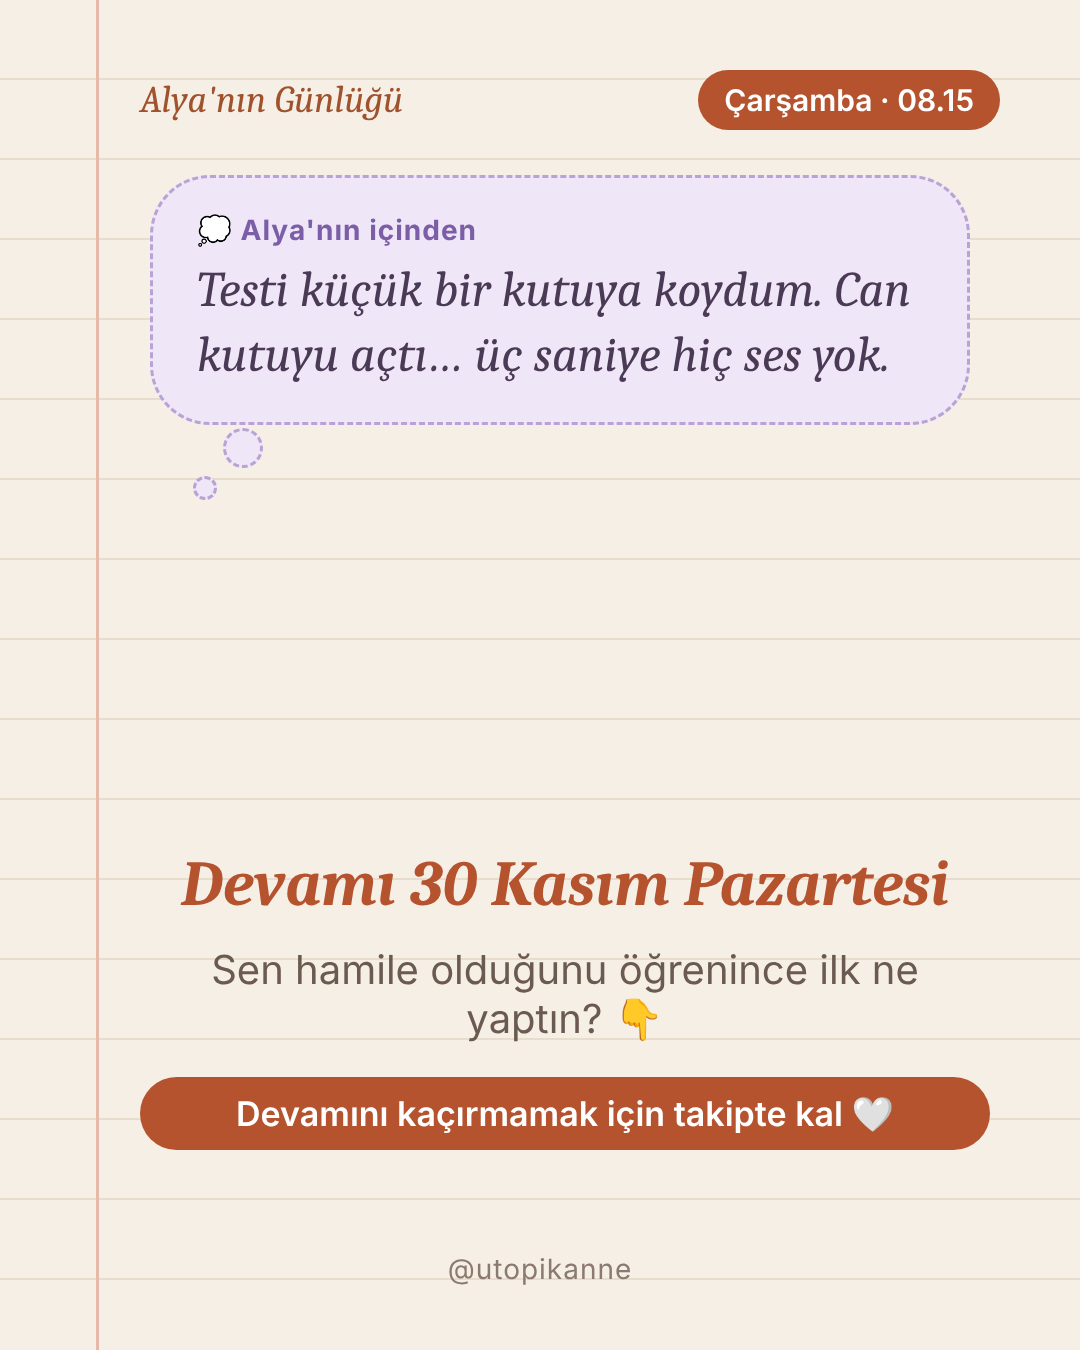 Alya'nın Günlüğü
Çarşamba · 08.15
💭 Alya'nın içinden
Testi küçük bir kutuya koydum. Can
kutuyu açtı... üç saniye hiç ses yok.
Devamı 30 Kasım Pazartesi
Sen hamile olduğunu öğrenince ilk ne
yaptın? 👇
Devamını kaçırmamak için takipte kal 🤍
@utopikanne